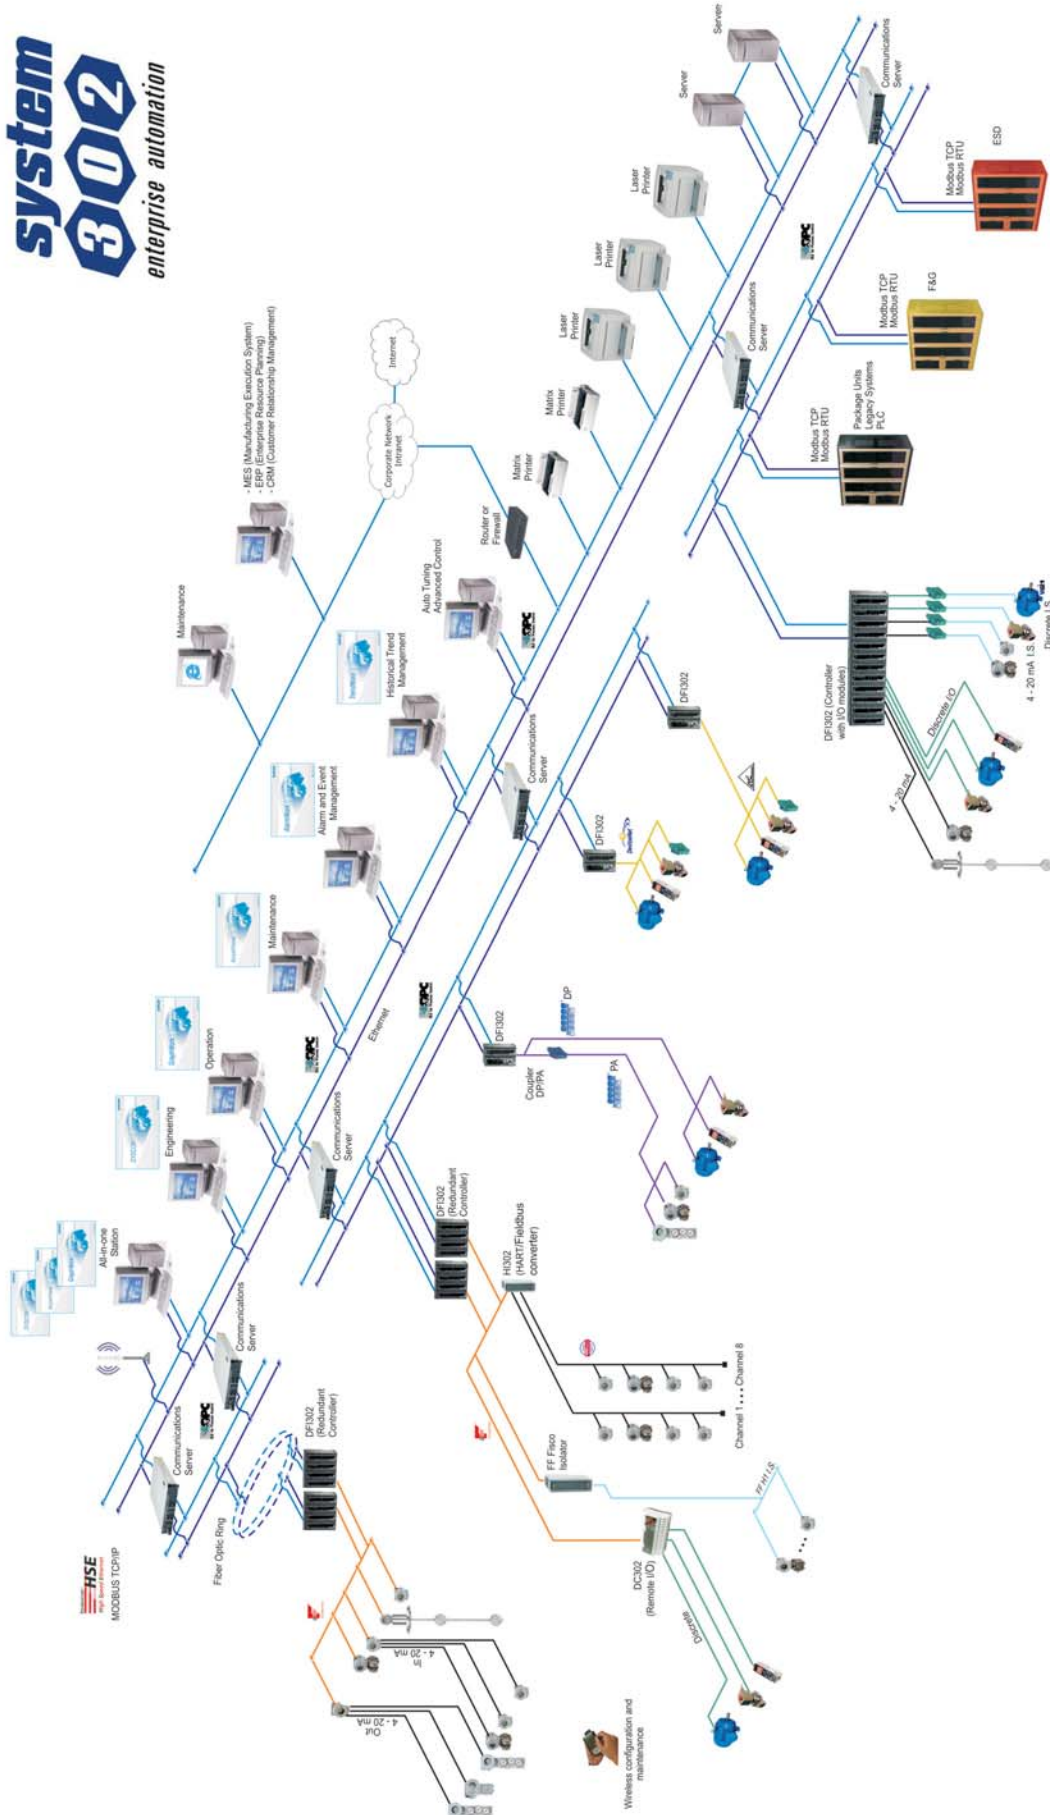 system
302
enterprise automation
- MES (Manufacturing Execution System)
- ERP (Enterprise Resource Planning)
- CRM (Customer Relationship Management)
Maintenance
Internet
Corporate Network
Intranet
Router or
Firewall
Matrix
Printer
Matrix
Printer
Laser
Printer
Laser
Printer
Laser
Printer
Server
Server
Communications
Server
All-in-one
Station
Engineering
Operation
Maintenance
Alarm and Event
Management
Historical Trend
Management
Auto Tuning
Advanced Control
Ethernet
OPC
OPC
OPC
OPC
OPC
HSE
High Speed Ethernet
MODBUS TCP/IP
Communications
Server
Communications
Server
Communications
Server
Communications
Server
Communications
Server
Fiber Optic Ring
DFI302
(Redundant
Controller)
DFI302
(Redundant
Controller)
DFI302
DFI302
DFI302
Coupler
DP/PA
DP
PA
HI302
(HART/Fieldbus
converter)
Channel 1 . . . Channel 8
FF Fisco
Isolator
FF H1 I.S.
DC302
(Remote I/O)
Discrete
4 - 20 mA
In
4 - 20 mA
Out
Wireless configuration and
maintenance
Modbus TCP
Modbus RTU
Package Units
Legacy Systems
PLC
Modbus TCP
Modbus RTU
F&G
Modbus TCP
Modbus RTU
ESD
DFI302 (Controller
with I/O modules)
4 - 20 mA
Discrete I/O
4 - 20 mA I.S.
Discrete I.S.